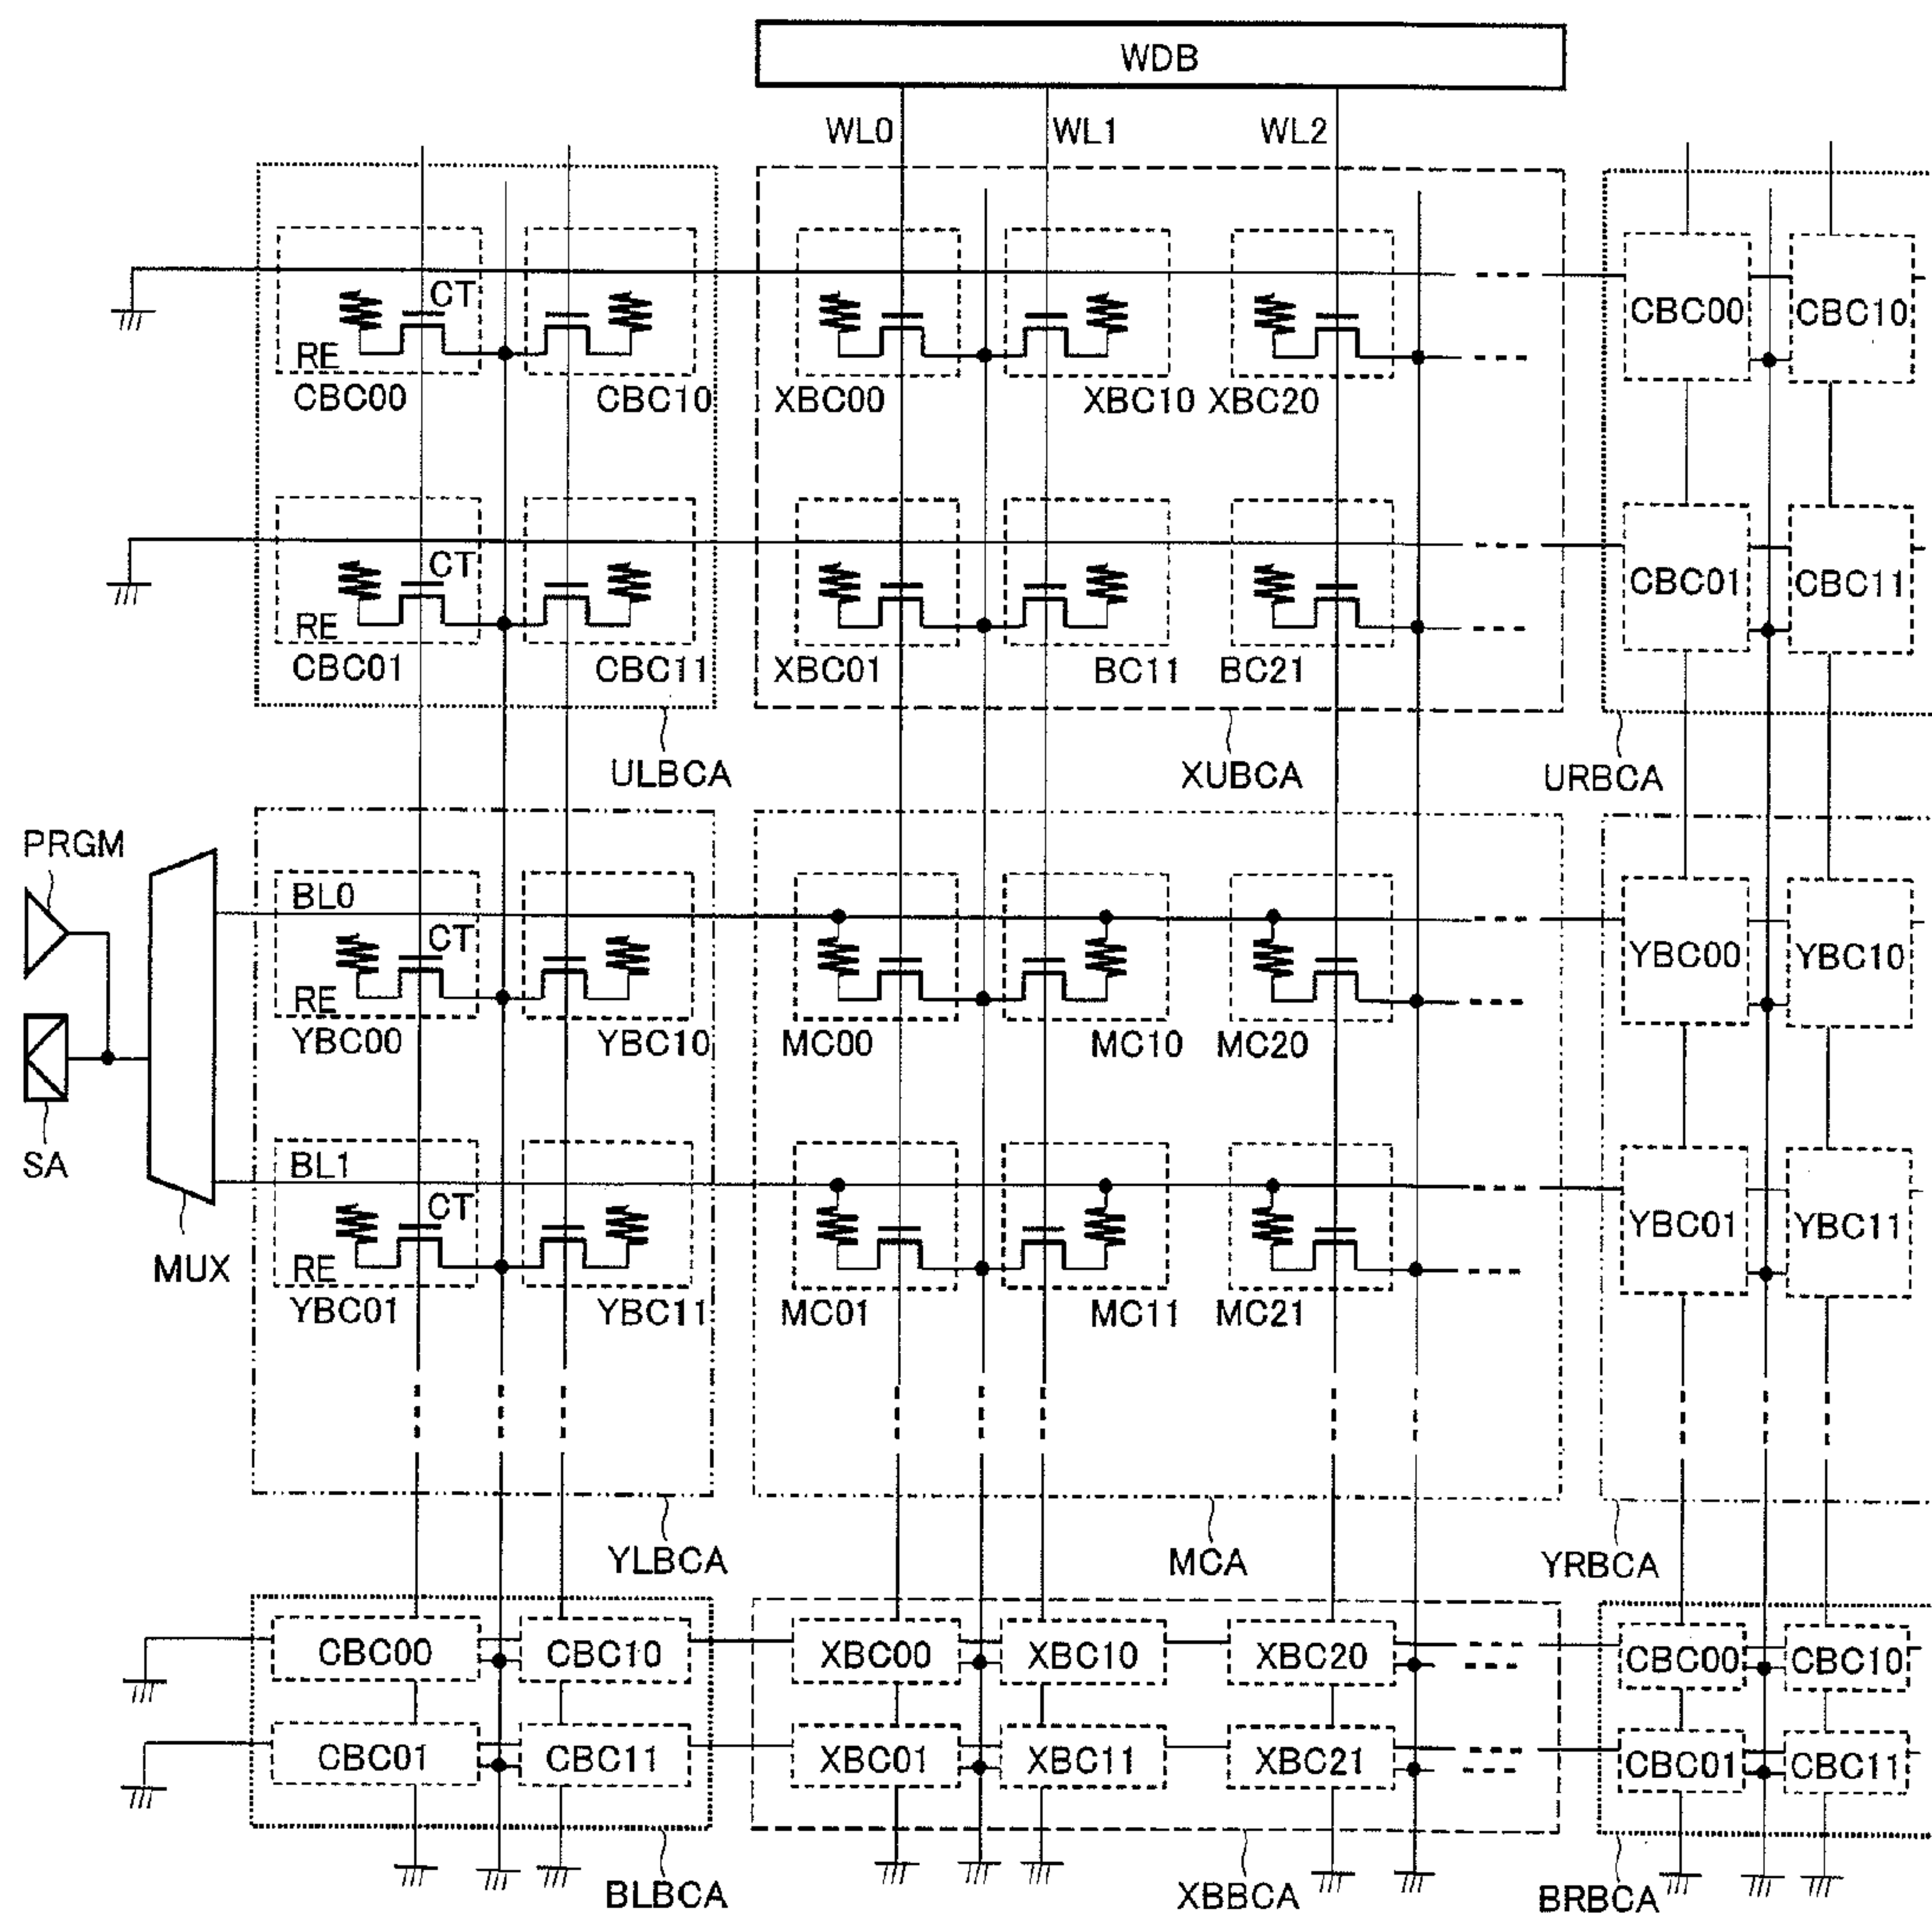 WDB
WL0 WL1 WL2
CT CBC00 CBC10
RE
CBC00 CBC10 XBC00 XBC10 XBC20
CT CBC01 CBC11
RE
CBC01 CBC11 XBC01 BC11 BC21
ULBCA XUBCA URBCA
PRGM
BL0
CT YBC00 YBC10
RE
YBC00 YBC10 MC00 MC10 MC20
SA BL1
CT YBC01 YBC11
MUX RE
YBC01 YBC11 MC01 MC11 MC21
YLBCA MCA YRBCA
CBC00 CBC10 XBC00 XBC10 XBC20 CBC00 CBC10
CBC01 CBC11 XBC01 XBC11 XBC21 CBC01 CBC11
BLBCA XBBCA BRBCA